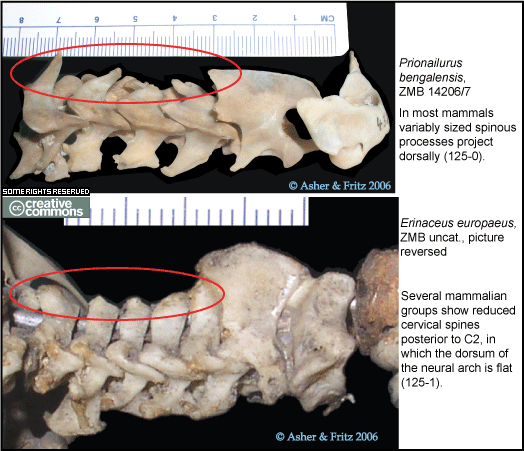 8 7 6 5 4 3 2 1 CM
Prionailurus
bengalensis,
ZMB 14206/7
In most mammals
variably sized spinous
processes project
dorsally (125-0).
© Asher & Fritz 2006
SOME RIGHTS RESERVED
cc creative
commons
Erinaceus europaeus,
ZMB uncat., picture
reversed
Several mammalian
groups show reduced
cervical spines
posterior to C2, in
which the dorsum of
the neural arch is flat
(125-1).
© Asher & Fritz 2006